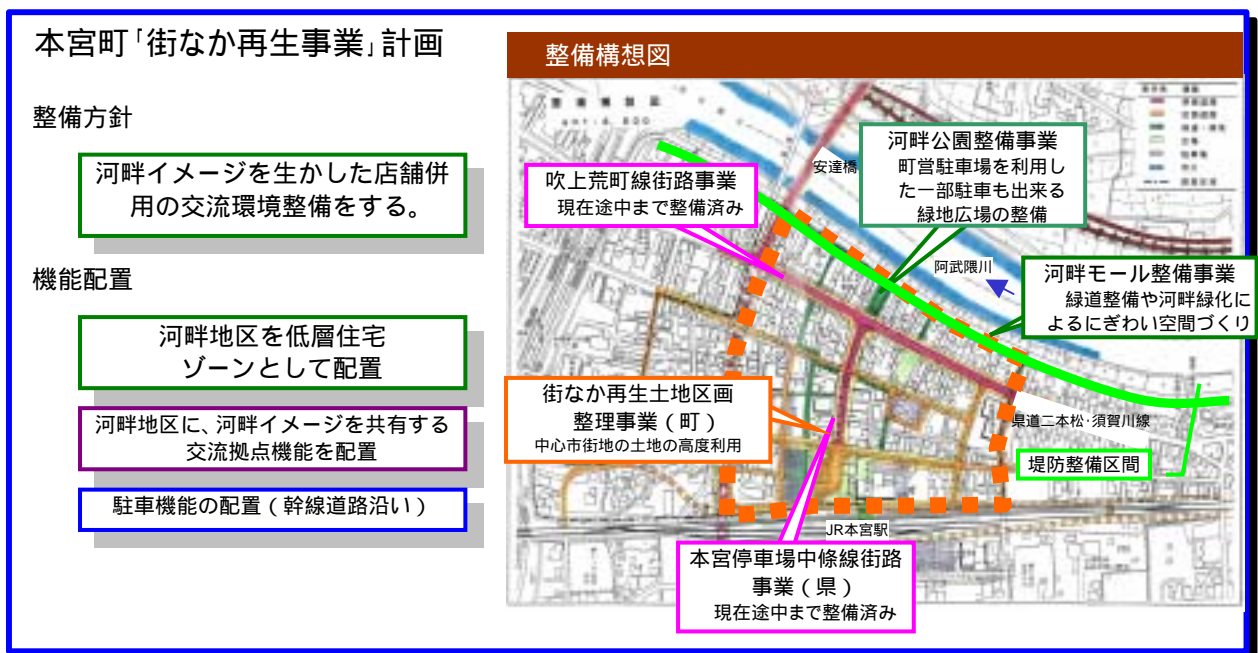 本宮町「街なか再生事業」計画
整備方針
河畔イメージを生かした店舗併
用の交流環境整備をする。
機能配置
河畔地区を低層住宅
ゾーンとして配置
河畔地区に、河畔イメージを共有する
交流拠点機能を配置
駐車機能の配置(幹線道路沿い)
整備構想図
安達橋
河畔公園整備事業
町営駐車場を利用し
た一部駐車も出来る
緑地広場の整備
吹上荒町線街路事業
現在途中まで整備済み
阿武隈川
河畔モール整備事業
緑道整備や河畔緑化に
よるにぎわい空間づくり
街なか再生土地区画
整理事業(町)
中心市街地の土地の高度利用
県道二本松・須賀川線
堤防整備区間
JR本宮駅
本宮停車場中條線街路
事業(県)
現在途中まで整備済み